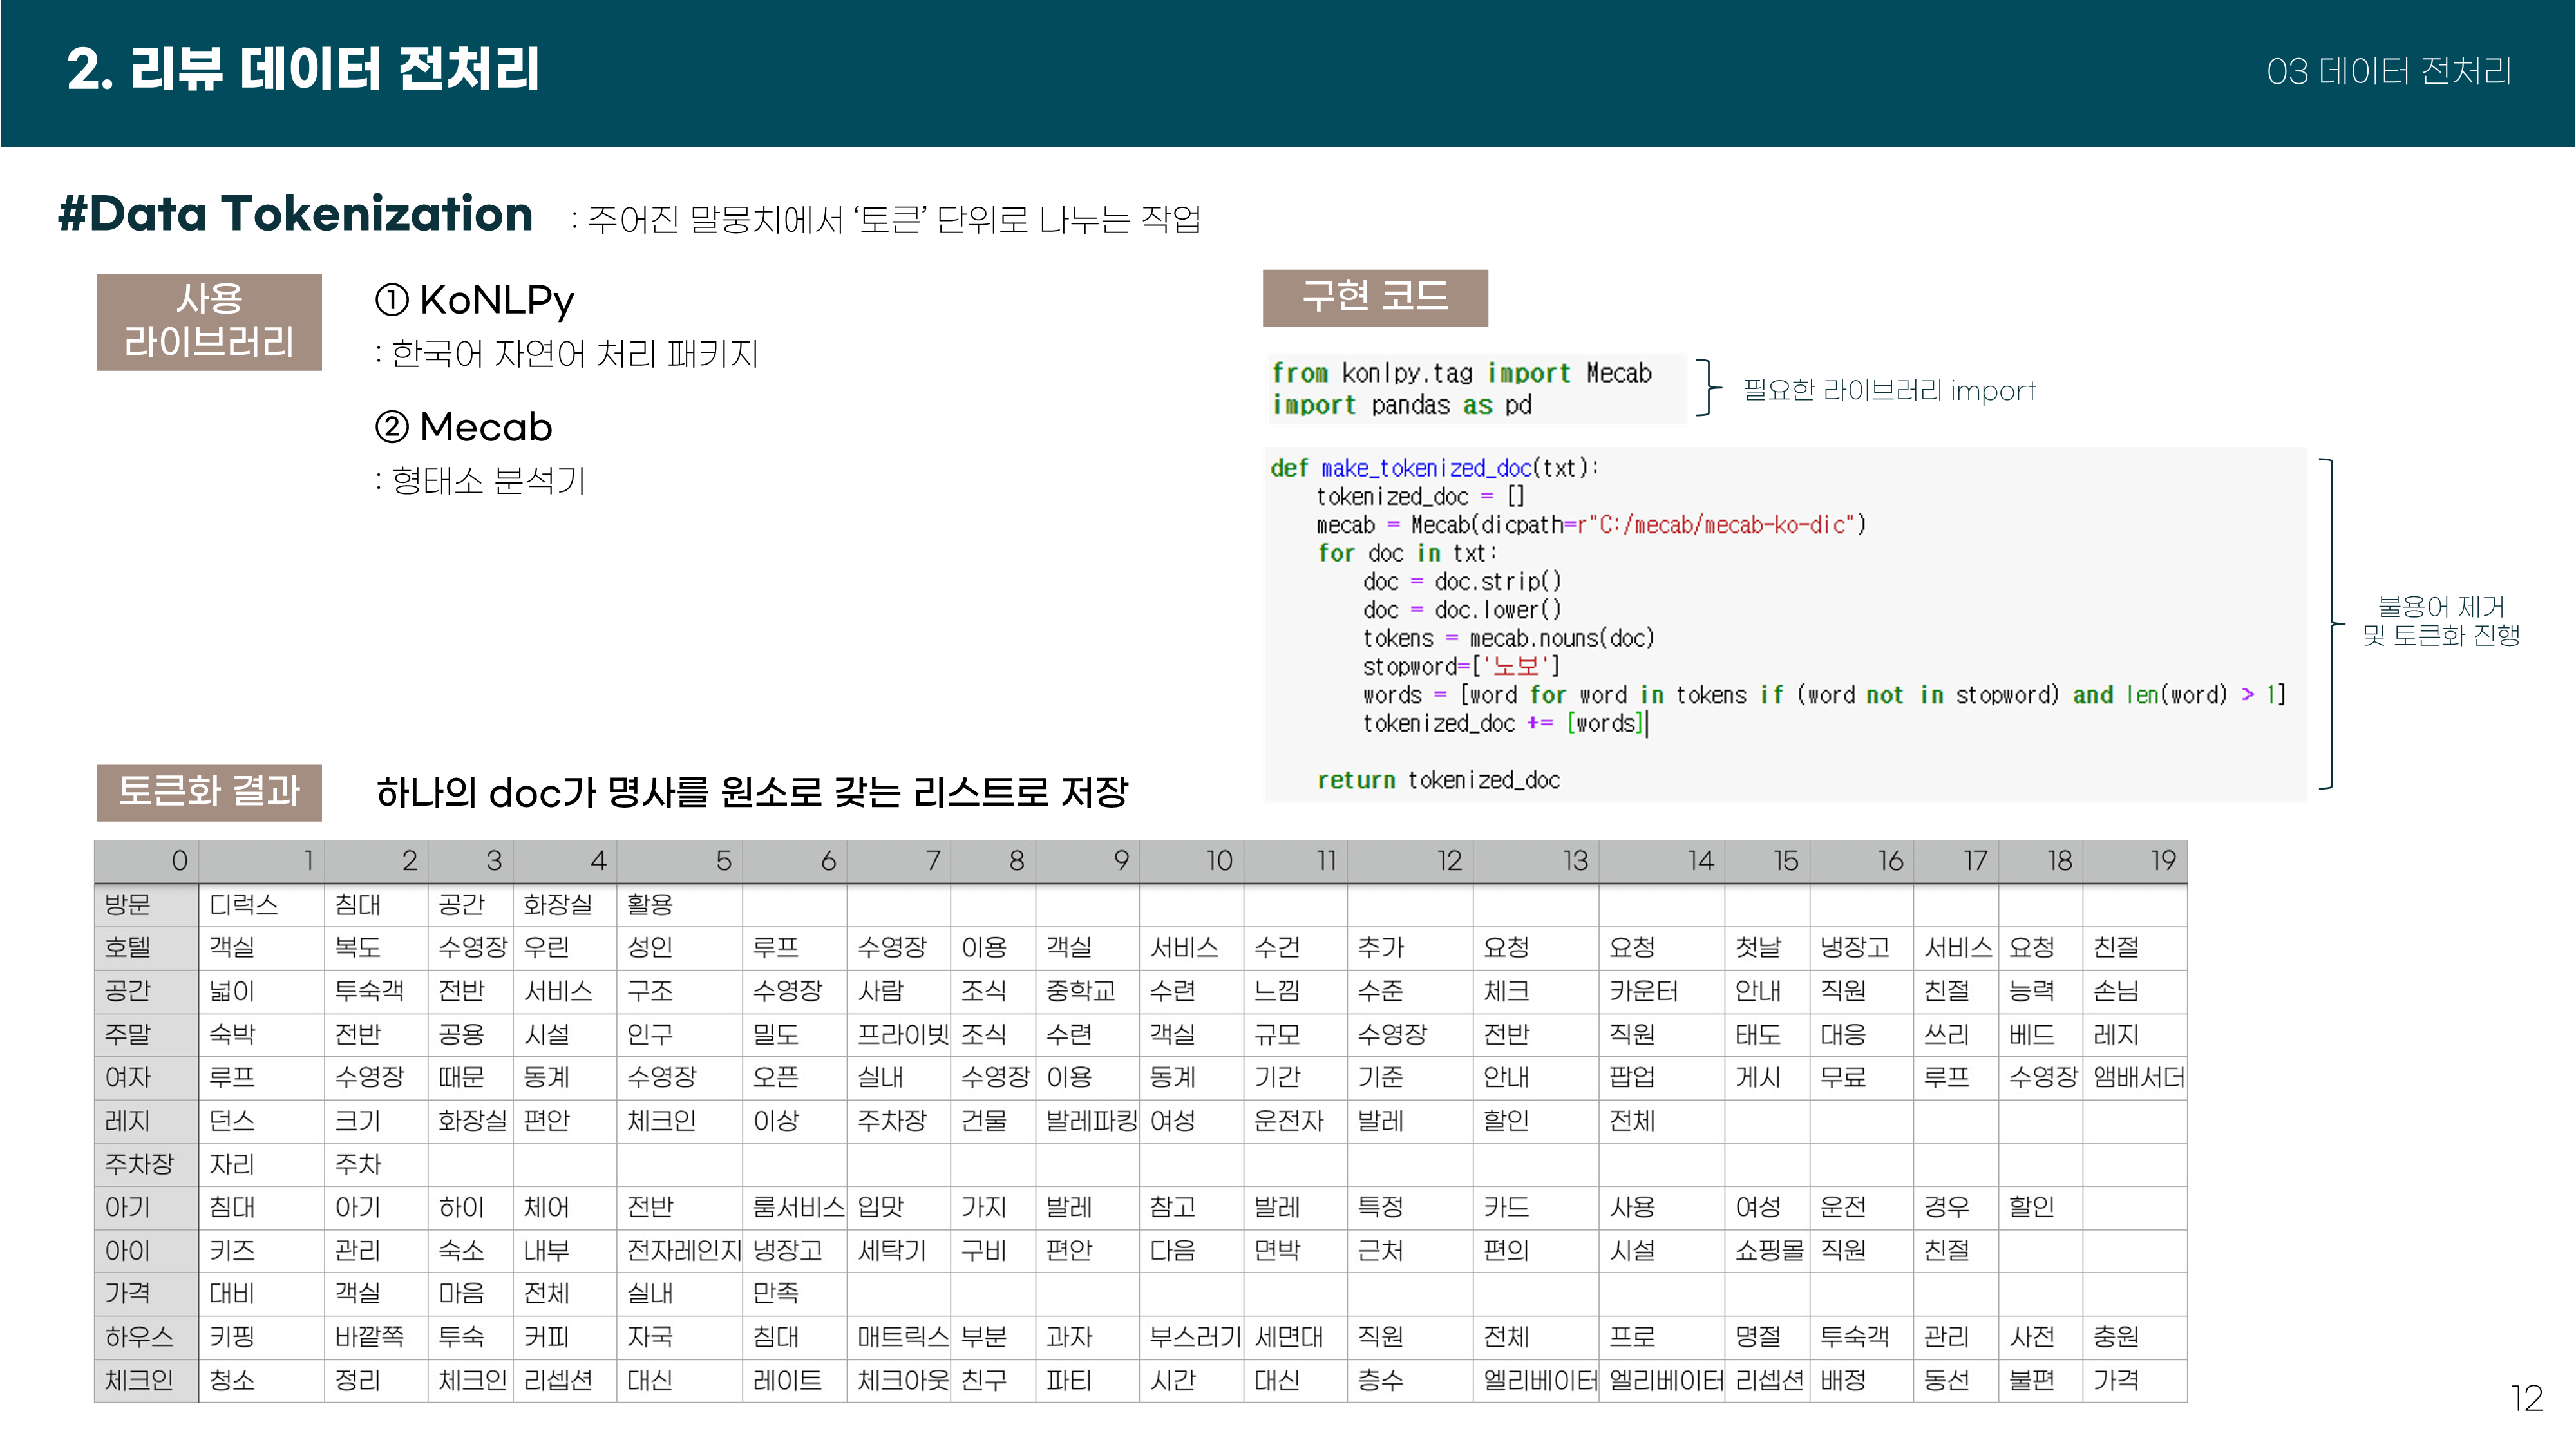 2. 리뷰 데이터 전처리
03 데이터 전처리
#Data Tokenization : 주어진 말뭉치에서 ‘토큰’ 단위로 나누는 작업
사용
라이브러리
① KoNLPy
: 한국어 자연어 처리 패키지
② Mecab
: 형태소 분석기
구현 코드
from konlpy.tag import Mecab
import pandas as pd
필요한 라이브러리 import
def make_tokenized_doc(txt):
    tokenized_doc = []
    mecab = Mecab(dicpath=r"C:/mecab/mecab-ko-dic")
    for doc in txt:
        doc = doc.strip()
        doc = doc.lower()
        tokens = mecab.nouns(doc)
        stopword=['노보']
        words = [word for word in tokens if (word not in stopword) and len(word) > 1]
        tokenized_doc += [words]
    return tokenized_doc
불용어 제거
및 토큰화 진행
토큰화 결과
하나의 doc가 명사를 원소로 갖는 리스트로 저장
0 1 2 3 4 5 6 7 8 9 10 11 12 13 14 15 16 17 18 19
방문 디럭스 침대 공간 화장실 활용
호텔 객실 복도 수영장 우린 성인 루프 수영장 이용 객실 서비스 수건 추가 요청 요청 첫날 냉장고 서비스 요청 친절
공간 넓이 투숙객 전반 서비스 구조 수영장 사람 조식 중학교 수련 느낌 수준 체크 카운터 안내 직원 친절 능력 손님
주말 숙박 전반 공용 시설 인구 밀도 프라이빗 조식 수련 객실 규모 수영장 전반 직원 태도 대응 쓰리 베드 레지
여자 루프 수영장 때문 동계 수영장 오픈 실내 수영장 이용 동계 기간 기준 안내 팝업 게시 무료 루프 수영장 앰배서더
레지 던스 크기 화장실 편안 체크인 이상 주차장 건물 발레파킹 여성 운전자 발레 할인 전체
주차장 자리 주차
아기 침대 아기 하이 체어 전반 룸서비스 입맛 가지 발레 참고 발레 특정 카드 사용 여성 운전 경우 할인
아이 키즈 관리 숙소 내부 전자레인지 냉장고 세탁기 구비 편안 다음 면박 근처 편의 시설 쇼핑몰 직원 친절
가격 대비 객실 마음 전체 실내 만족
하우스 키핑 바깥쪽 투숙 커피 자국 침대 매트릭스 부분 과자 부스러기 세면대 직원 전체 프로 명절 투숙객 관리 사전 충원
체크인 청소 정리 체크인 리셉션 대신 레이트 체크아웃 친구 파티 시간 대신 층수 엘리베이터 엘리베이터 리셉션 배정 동선 불편 가격
12